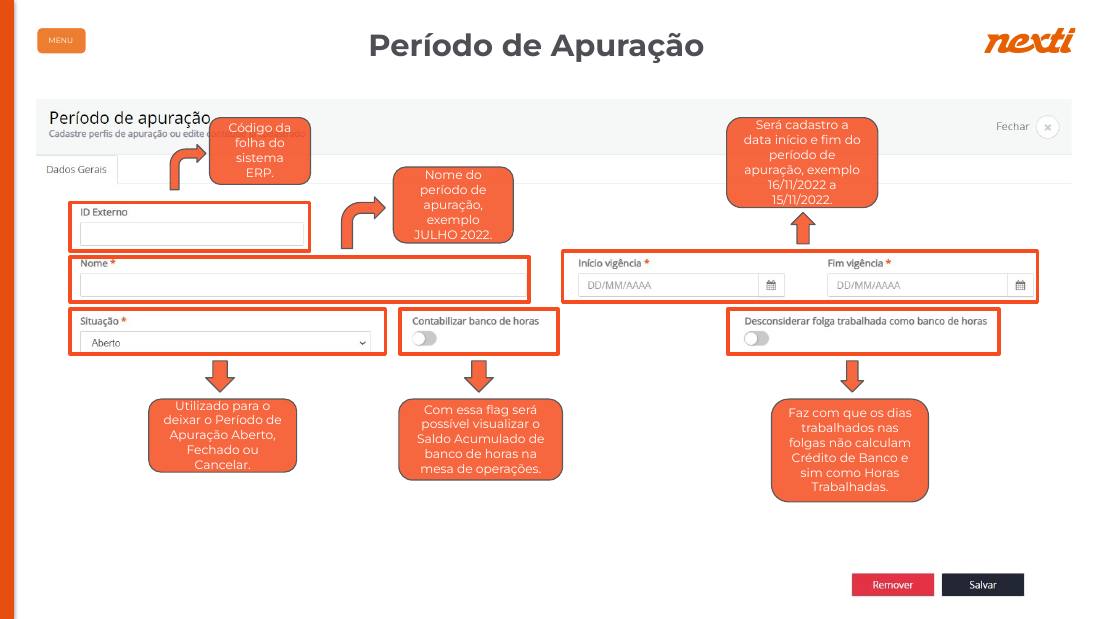 MENU
Período de Apuração
nexti
Período de apuração
Cadastre perfis de apuração ou edite
Fechar
Código da
folha do
sistema
ERP.
Será cadastro a
data início e fim do
período de
apuração, exemplo
16/11/2022 a
15/11/2022.
Dados Gerais
Nome do
período de
apuração,
exemplo
JULHO 2022.
ID Externo
Nome *
Início vigência *
Fim vigência *
DD/MM/AAAA
DD/MM/AAAA
Situação *
Contabilizar banco de horas
Desconsiderar folga trabalhada como banco de horas
Aberto
Utilizado para o
deixar o Período de
Apuração Aberto,
Fechado ou
Cancelar.
Com essa flag será
possível visualizar o
Saldo Acumulado de
banco de horas na
mesa de operações.
Faz com que os dias
trabalhados nas
folgas não calculam
Crédito de Banco e
sim como Horas
Trabalhadas.
Remover
Salvar